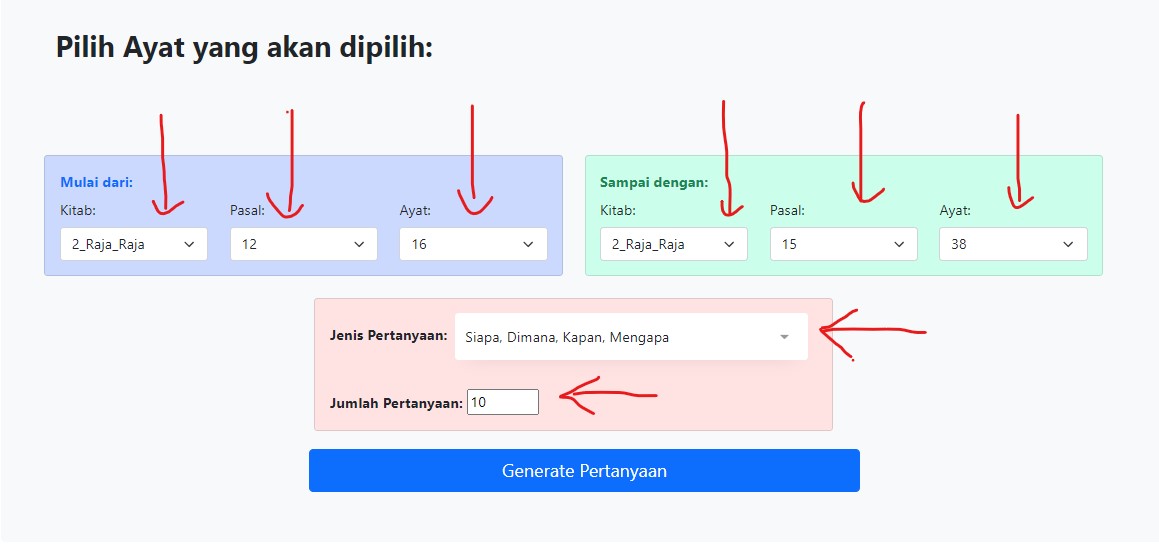 Pilih Ayat yang akan dipilih:
Mulai dari:
Kitab: Pasal: Ayat:
2_Raja_Raja 12 16
Sampai dengan:
Kitab: Pasal: Ayat:
2_Raja_Raja 15 38
Jenis Pertanyaan: Siapa, Dimana, Kapan, Mengapa
Jumlah Pertanyaan: 10
Generate Pertanyaan